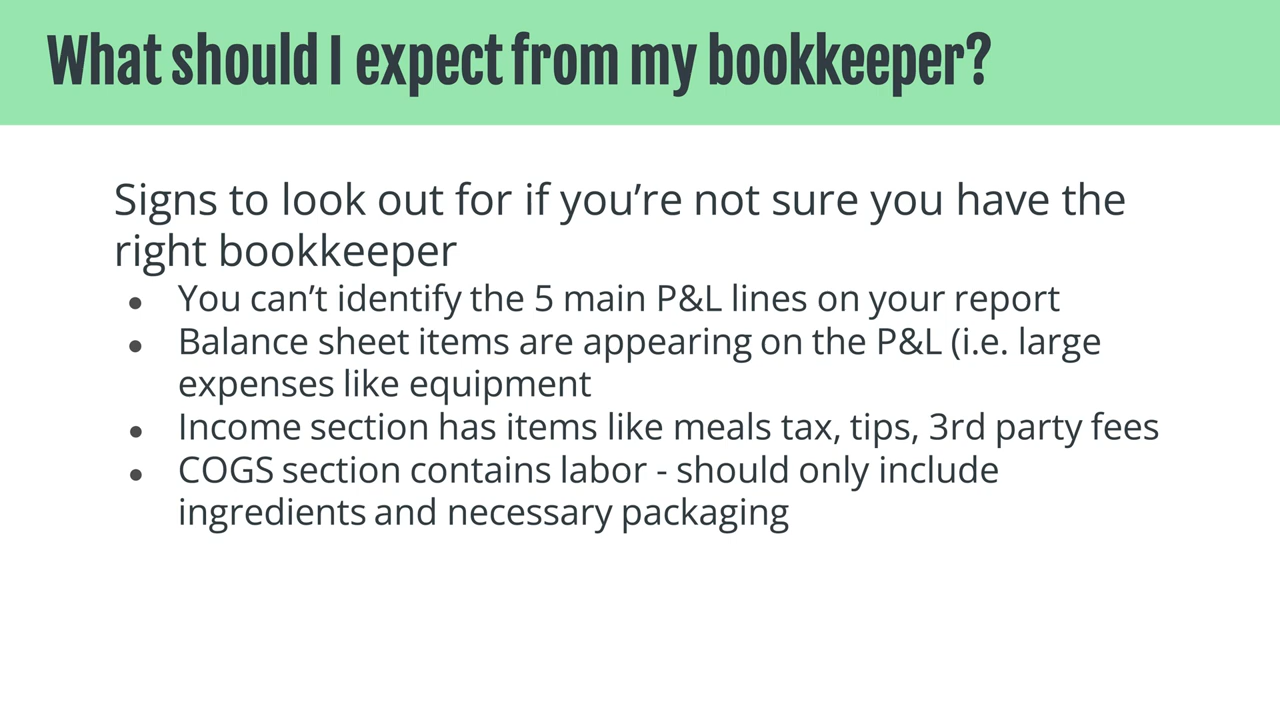 What should I expect from my bookkeeper?
Signs to look out for if you’re not sure you have the
right bookkeeper
● You can’t identify the 5 main P&L lines on your report
● Balance sheet items are appearing on the P&L (i.e. large
expenses like equipment
● Income section has items like meals tax, tips, 3rd party fees
● COGS section contains labor - should only include
ingredients and necessary packaging